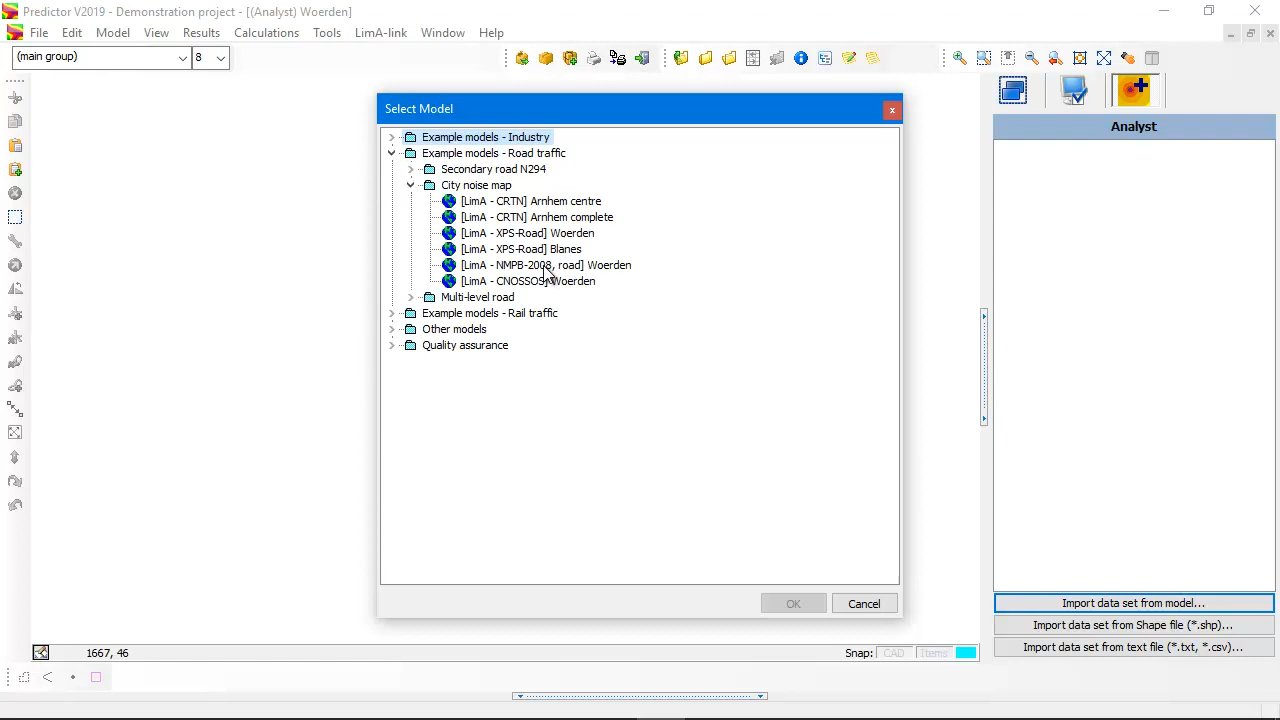 Predictor V2019 - Demonstration project - [(Analyst) Woerden]
File Edit Model View Results Calculations Tools LimA-link Window Help
(main group) 8
Select Model
Analyst
Example models - Industry
Example models - Road traffic
Secondary road N294
City noise map
[LimA - CRTN] Arnhem centre
[LimA - CRTN] Arnhem complete
[LimA - XPS-Road] Woerden
[LimA - XPS-Road] Blanes
[LimA - NMPB-2008, road] Woerden
[LimA - CNOSSOS] Woerden
Multi-level road
Example models - Rail traffic
Other models
Quality assurance
OK Cancel
Import data set from model...
Import data set from Shape file (*.shp)...
Import data set from text file (*.txt, *.csv)...
1667, 46 Snap: CAD Items